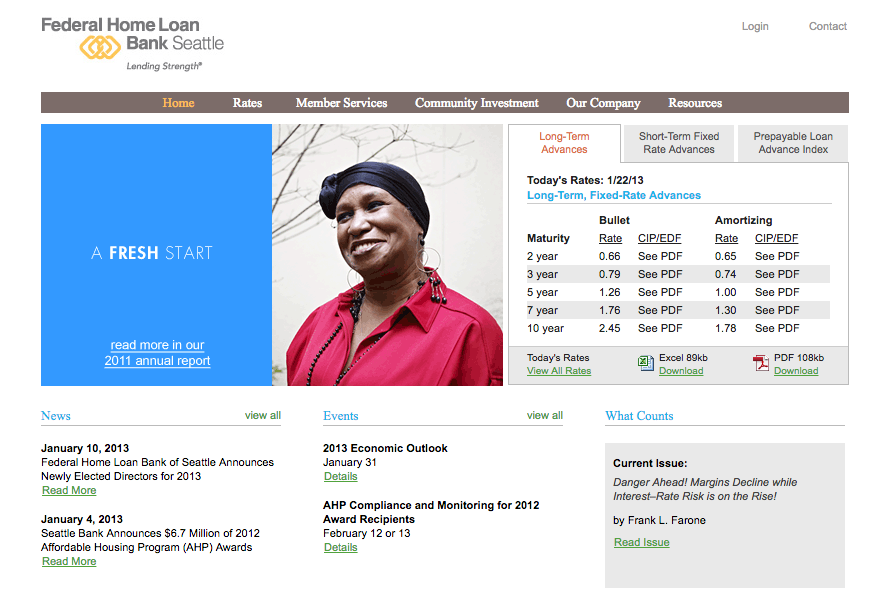 Federal Home Loan
Bank Seattle
Lending Strength®
Login Contact
Home Rates Member Services Community Investment Our Company Resources
A FRESH START
read more in our
2011 annual report
Long-Term
Advances
Short-Term Fixed
Rate Advances
Prepayable Loan
Advance Index
Today's Rates: 1/22/13
Long-Term, Fixed-Rate Advances
Bullet Amortizing
Maturity Rate CIP/EDF Rate CIP/EDF
2 year 0.66 See PDF 0.65 See PDF
3 year 0.79 See PDF 0.74 See PDF
5 year 1.26 See PDF 1.00 See PDF
7 year 1.76 See PDF 1.30 See PDF
10 year 2.45 See PDF 1.78 See PDF
Today's Rates
View All Rates
Excel 89kb
Download
PDF 108kb
Download
News view all
January 10, 2013
Federal Home Loan Bank of Seattle Announces
Newly Elected Directors for 2013
Read More
January 4, 2013
Seattle Bank Announces $6.7 Million of 2012
Affordable Housing Program (AHP) Awards
Read More
Events view all
2013 Economic Outlook
January 31
Details
AHP Compliance and Monitoring for 2012
Award Recipients
February 12 or 13
Details
What Counts
Current Issue:
Danger Ahead! Margins Decline while
Interest–Rate Risk is on the Rise!
by Frank L. Farone
Read Issue